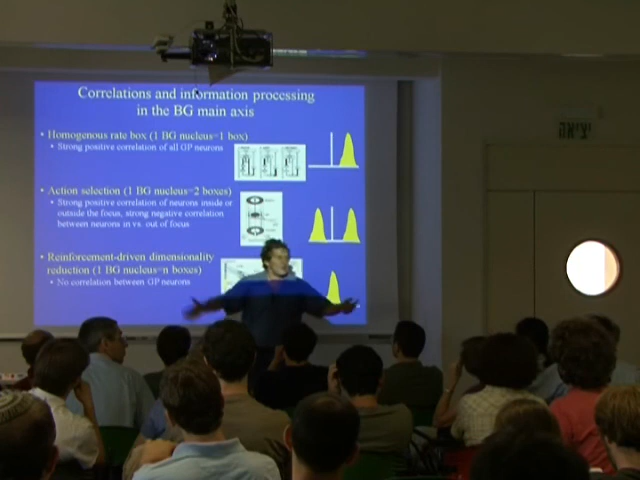 Correlations and information processing
in the BG main axis
• Homogenous rate box (1 BG nucleus=1 box)
• Strong positive correlation of all GP neurons
• Action selection (1 BG nucleus=2 boxes)
• Strong positive correlation of neurons inside or
outside the focus, strong negative correlation
between neurons in vs. out of focus
• Reinforcement-driven dimensionality
reduction (1 BG nucleus=n boxes)
• No correlation between GP neurons
יציאה